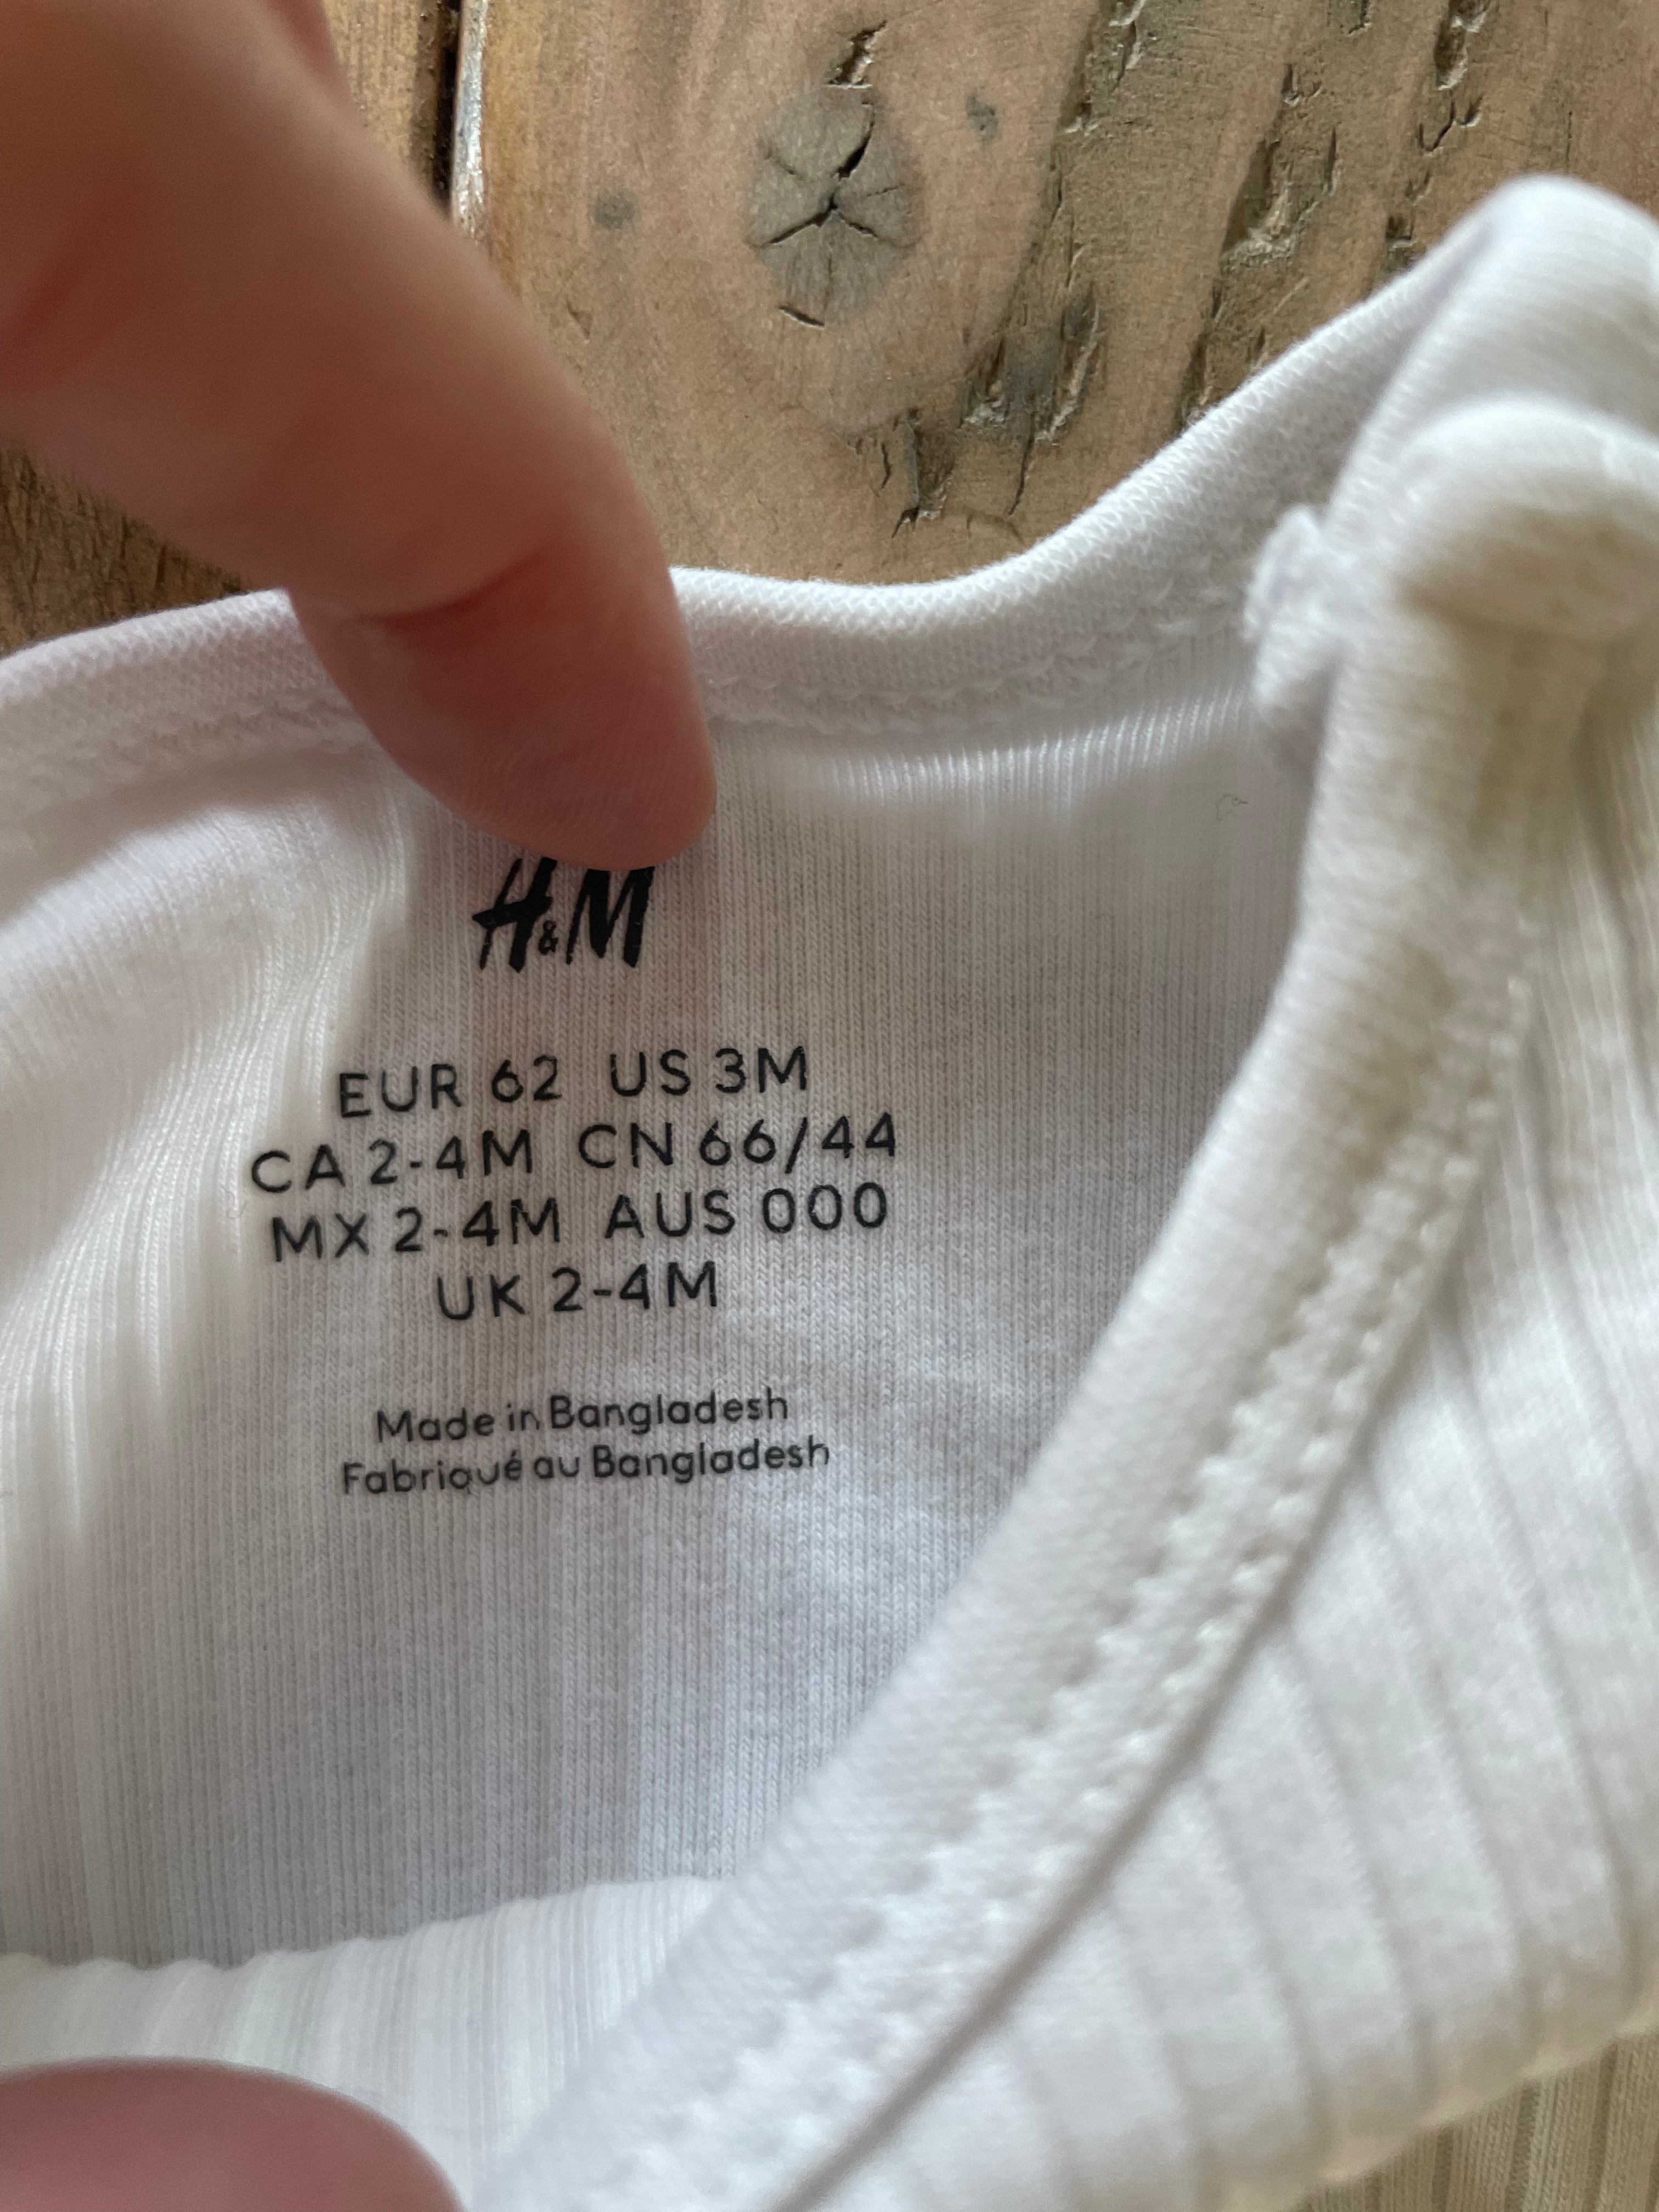 H&M
EUR 62 US 3M
CA 2-4M CN 66/44
MX 2-4M AUS 000
UK 2-4M
Made in Bangladesh
Fabriqué au Bangladesh